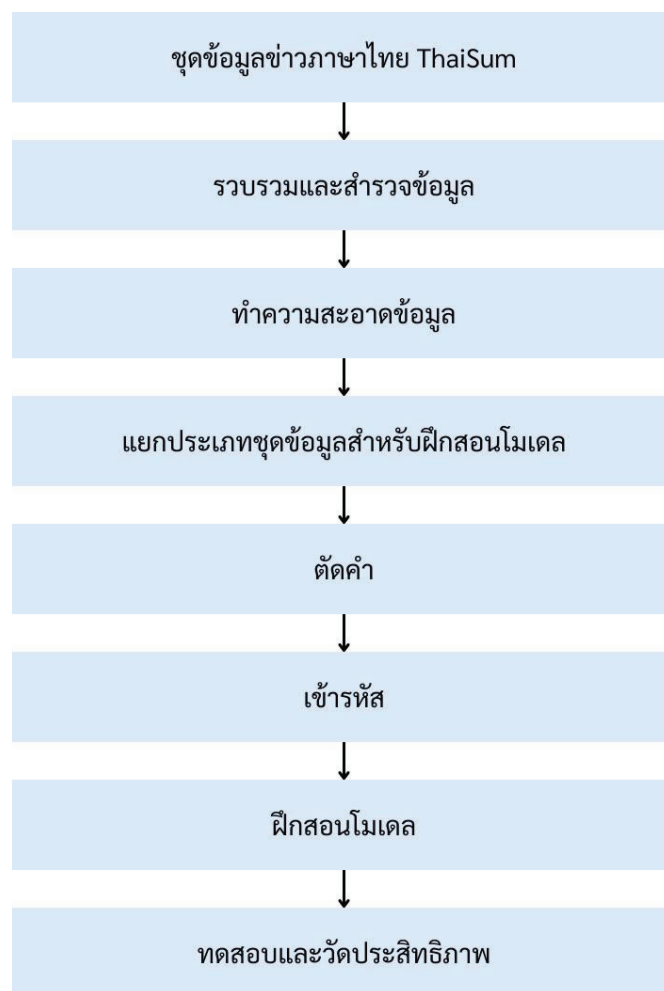 ชุดข้อมูลข่าวภาษาไทย ThaiSum
รวบรวมและสำรวจข้อมูล
ทำความสะอาดข้อมูล
แยกประเภทชุดข้อมูลสำหรับฝึกสอนโมเดล
ตัดคำ
เข้ารหัส
ฝึกสอนโมเดล
ทดสอบและวัดประสิทธิภาพ